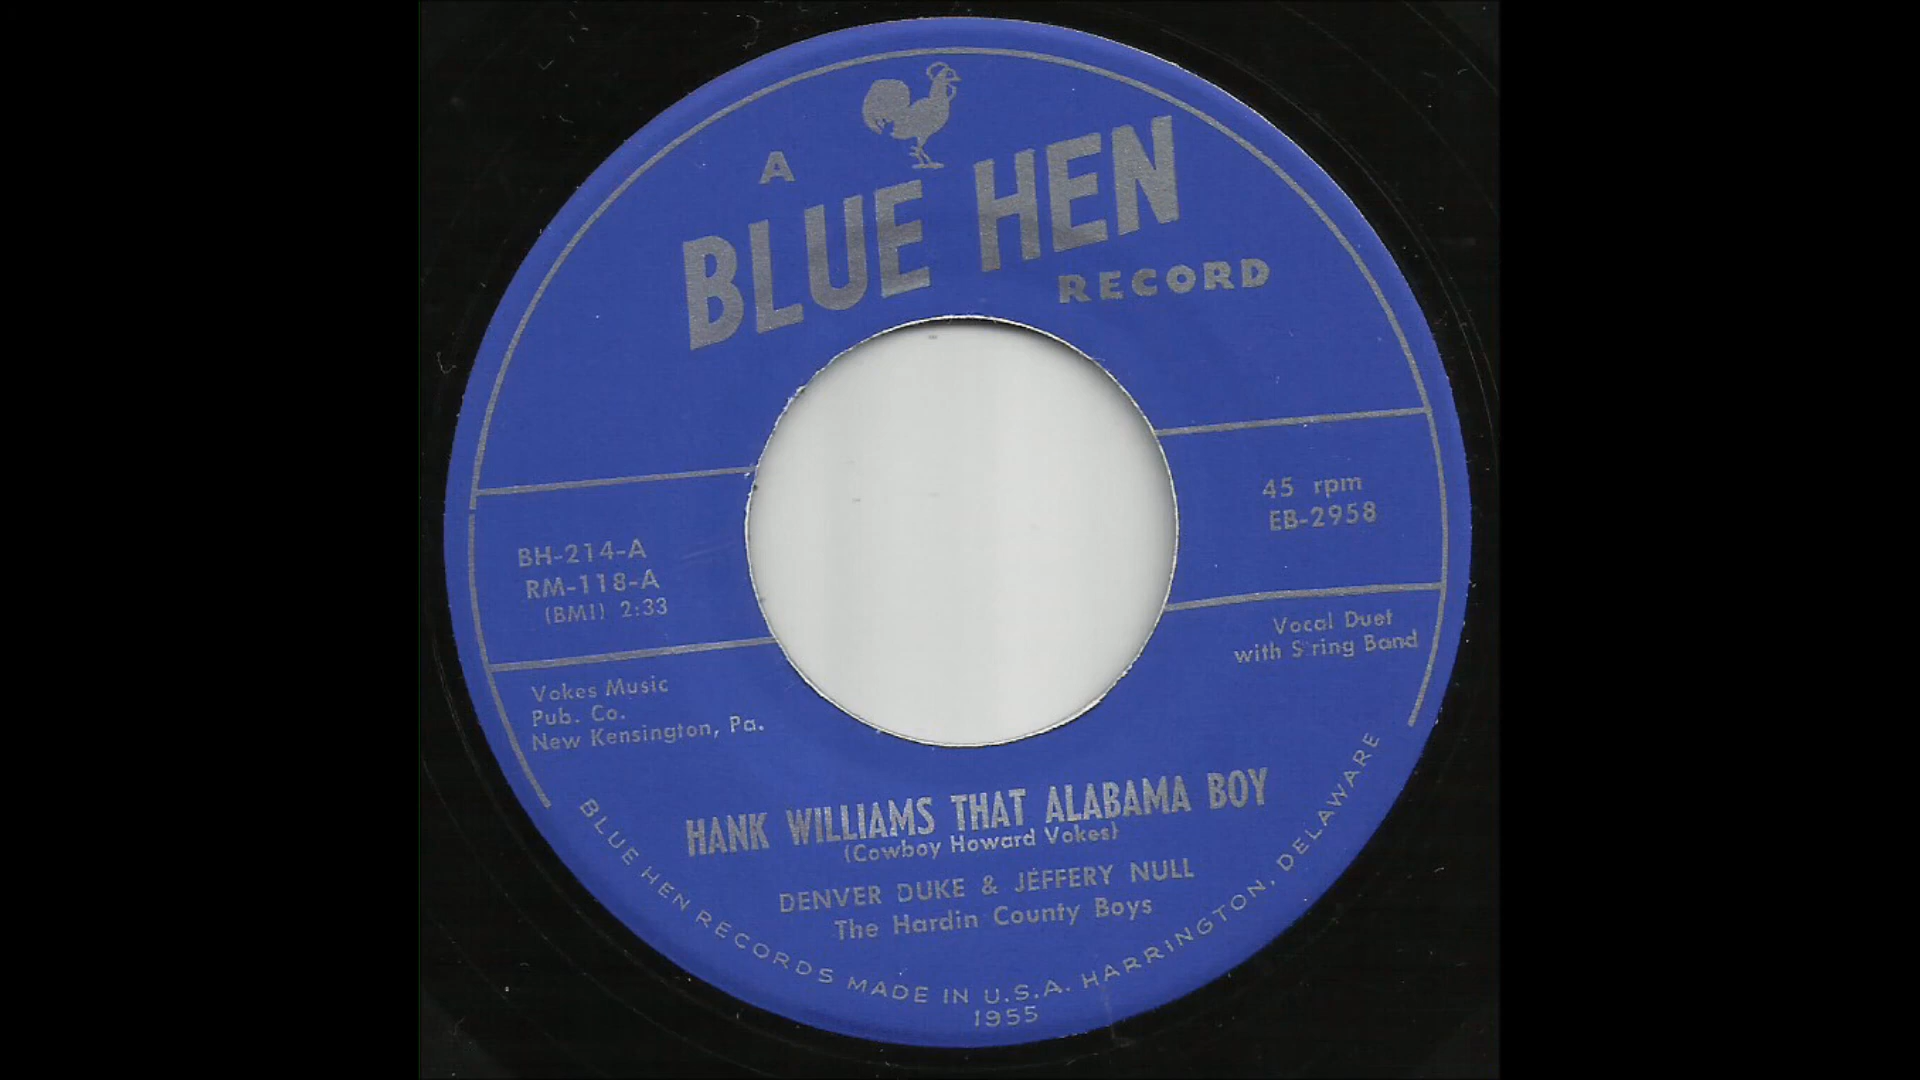 A
BLUE HEN
RECORD
45 rpm
EB-2958
BH-214-A
RM-118-A
(BMI) 2:33
Vocal Duet
with S ring Band
Vokes Music
Pub. Co.
New Kensington, Pa.
HANK WILLIAMS THAT ALABAMA BOY
(Cowboy Howard Vokes)
DENVER DUKE & JEFFERY NULL
The Hardin County Boys
BLUE HEN RECORDS MADE IN U.S.A. HARRINGTON, DELAWARE
1955